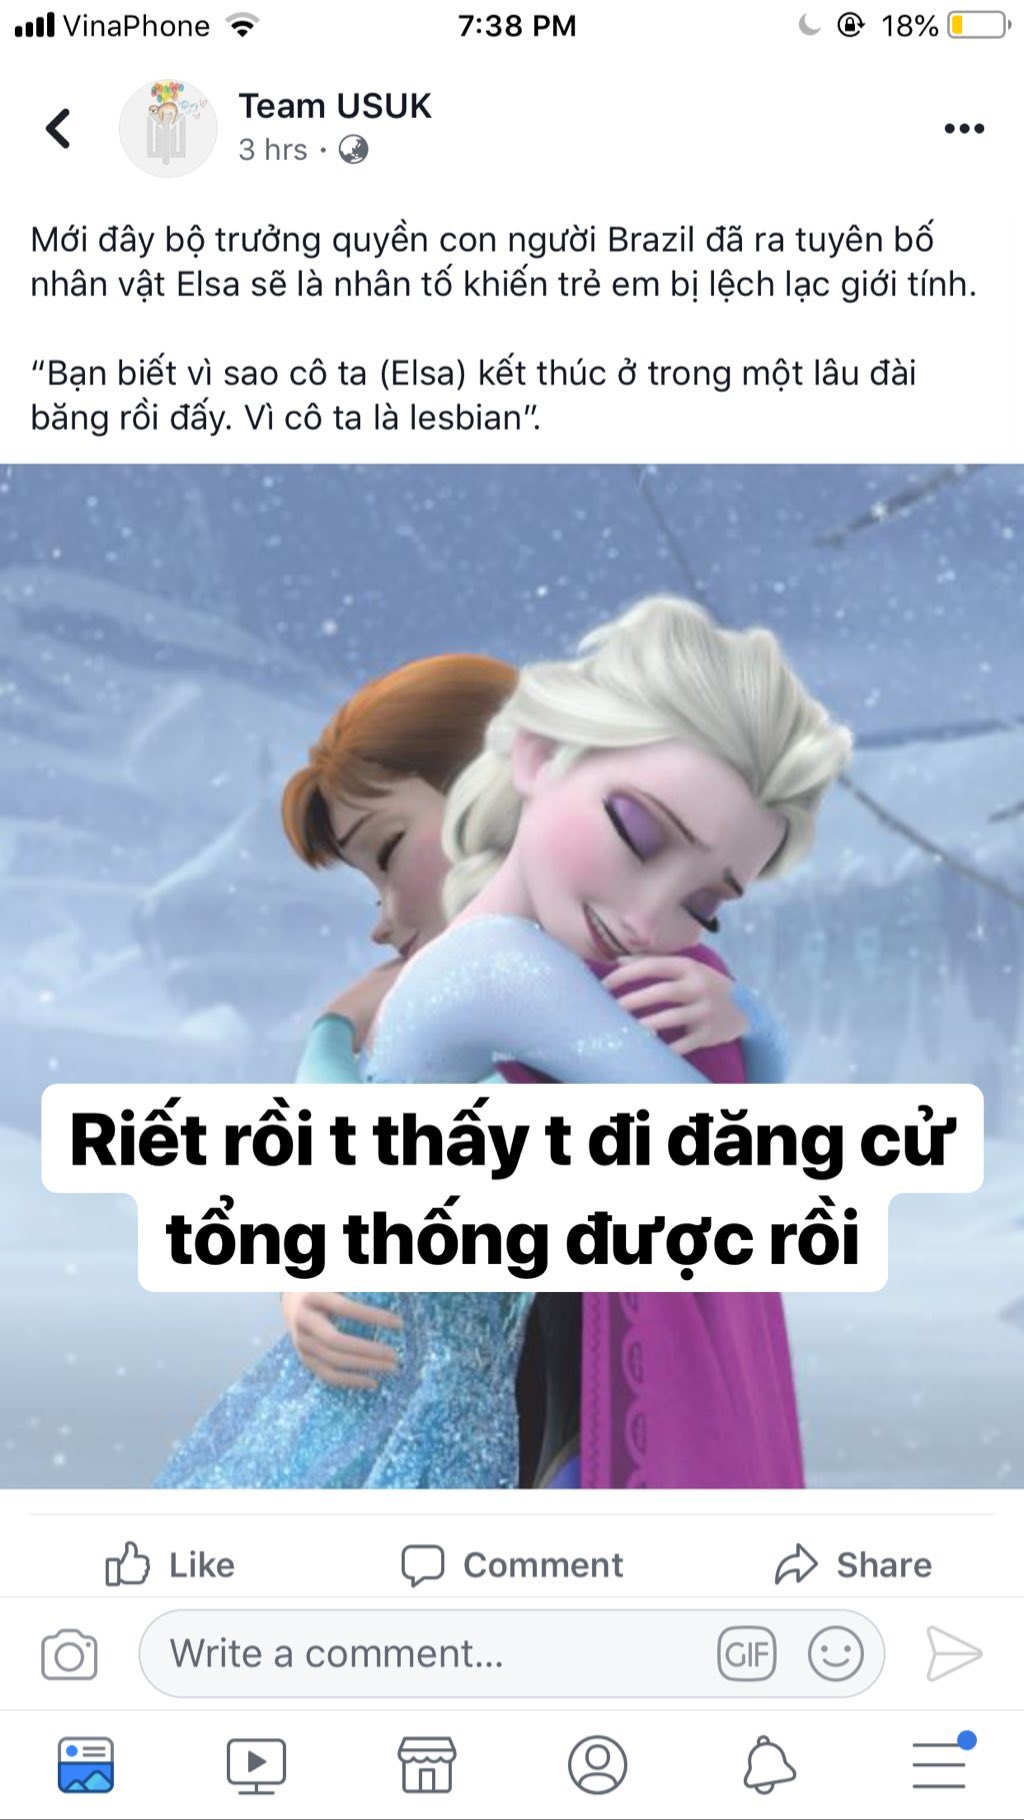 VinaPhone 7:38 PM 18%
Team USUK
3 hrs ·
Mới đây bộ trưởng quyền con người Brazil đã ra tuyên bố
nhân vật Elsa sẽ là nhân tố khiến trẻ em bị lệch lạc giới tính.
“Bạn biết vì sao cô ta (Elsa) kết thúc ở trong một lâu đài
băng rồi đấy. Vì cô ta là lesbian”.
Riết rồi t thấy t đi đăng cử
tổng thống được rồi
Like Comment Share
Write a comment... GIF